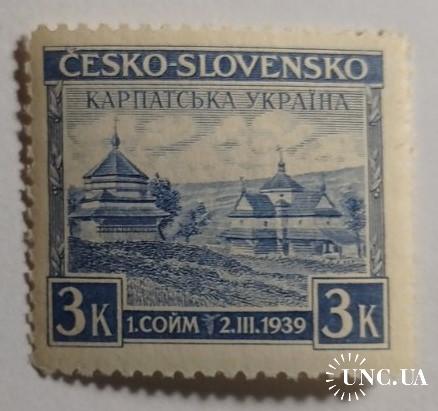 ČESKO-SLOVENSKO
КАРПАТСЬКА УКРАЇНА
3K 1.СОЙМ 2.III.1939 3K
UNC.UA